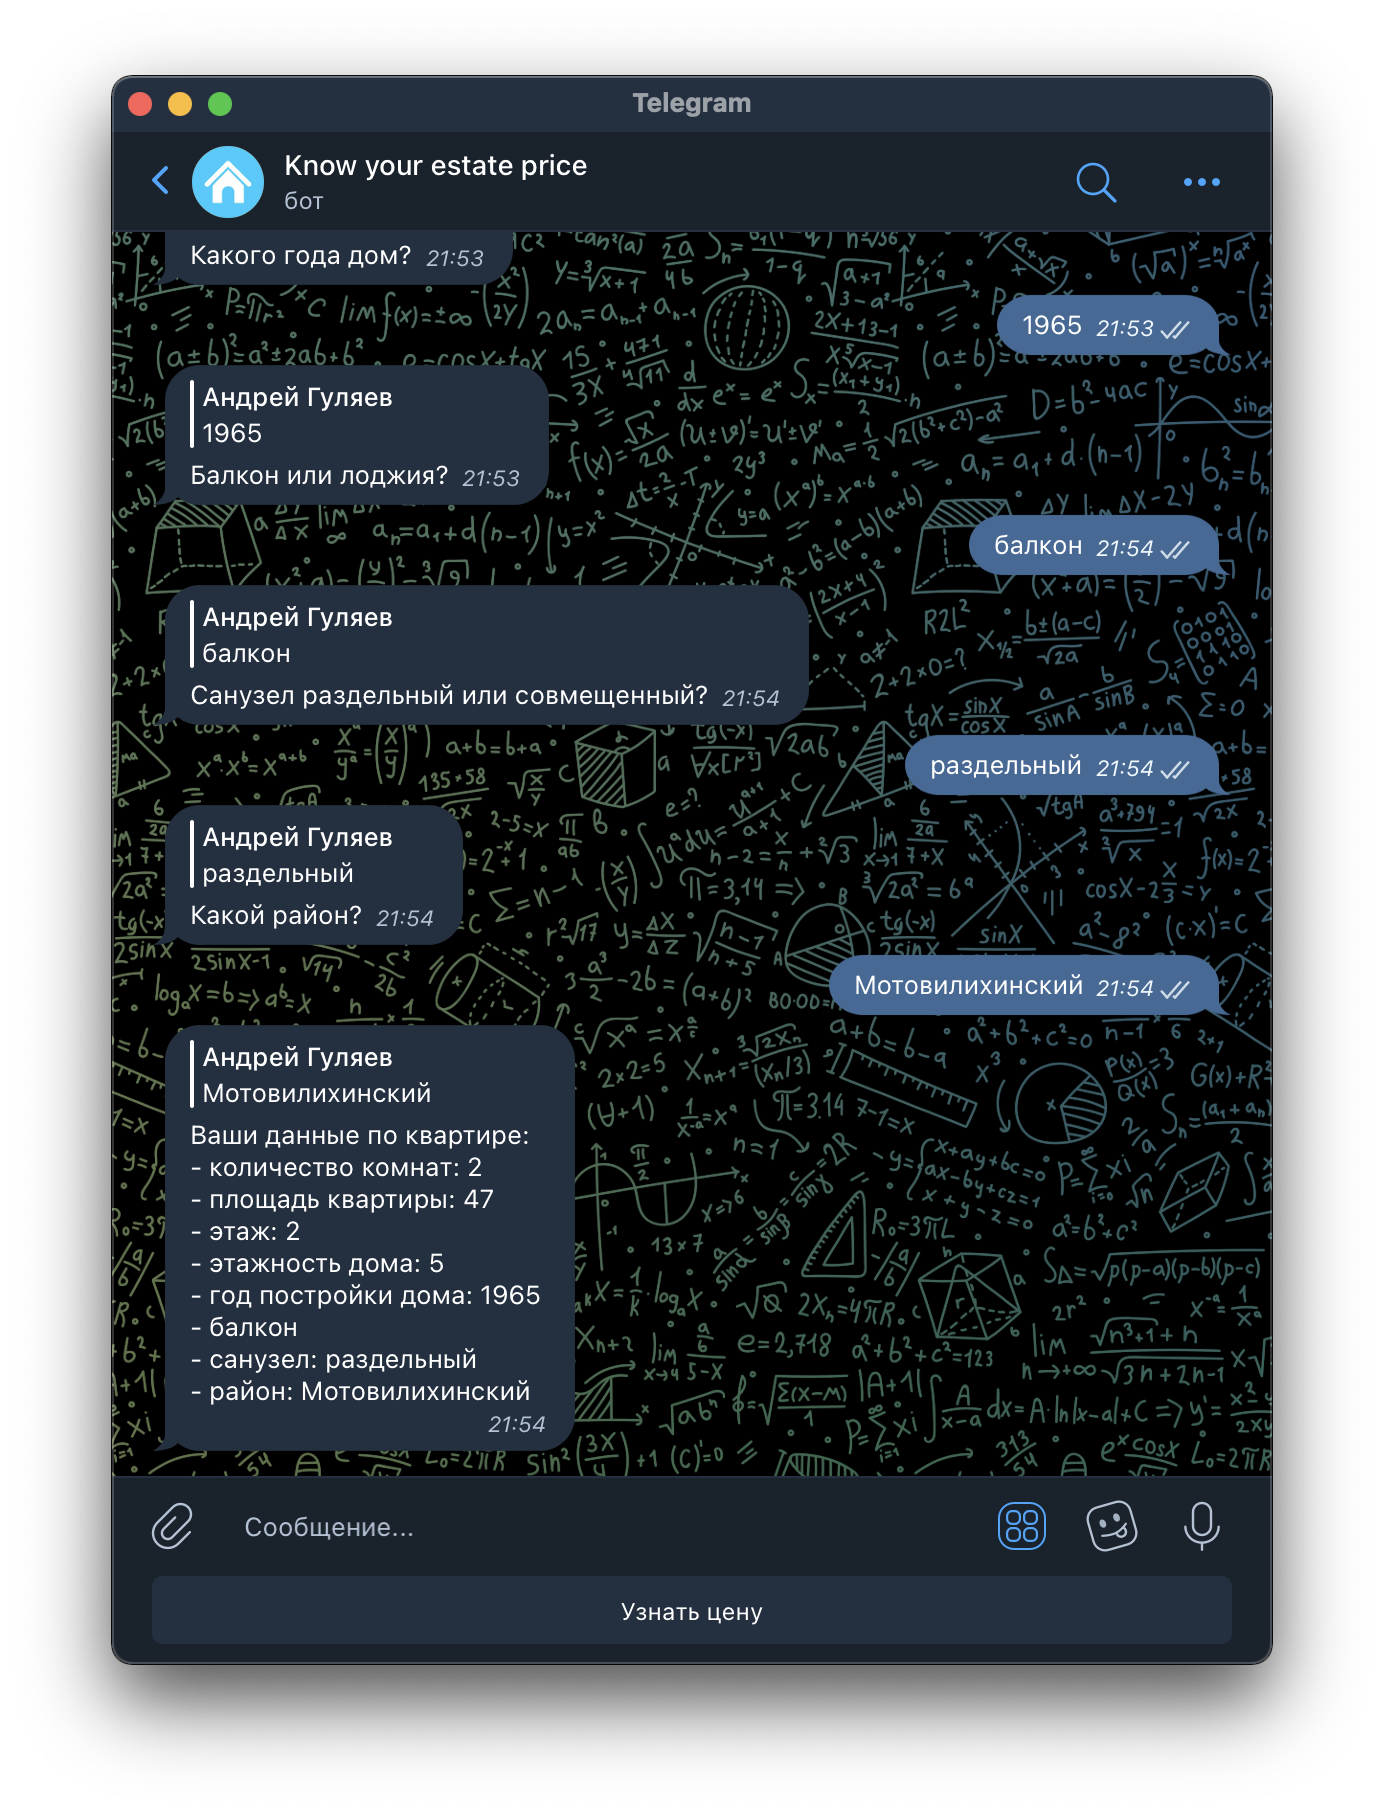 Telegram
Know your estate price
бот
Какого года дом? 21:53
1965 21:53
Андрей Гуляев
1965
Балкон или лоджия? 21:53
балкон 21:54
Андрей Гуляев
балкон
Санузел раздельный или совмещенный? 21:54
раздельный 21:54
Андрей Гуляев
раздельный
Какой район? 21:54
Мотовилихинский 21:54
Андрей Гуляев
Мотовилихинский
Ваши данные по квартире:
- количество комнат: 2
- площадь квартиры: 47
- этаж: 2
- этажность дома: 5
- год постройки дома: 1965
- балкон
- санузел: раздельный
- район: Мотовилихинский
21:54
Сообщение...
Узнать цену